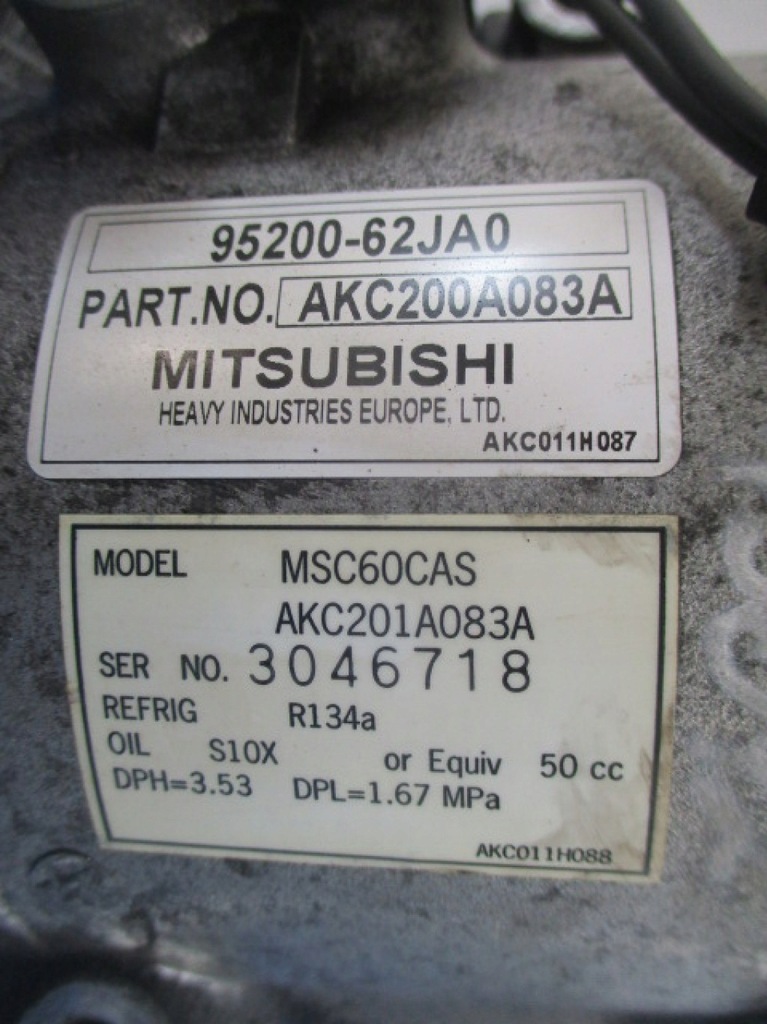 95200-62JA0
PART.NO. AKC200A083A
MITSUBISHI
HEAVY INDUSTRIES EUROPE, LTD.
AKC011H087
MODEL MSC60CAS
AKC201A083A
SER NO. 3046718
REFRIG R134a
OIL S10X or Equiv 50 cc
DPH=3.53 DPL=1.67 MPa
AKC011H088